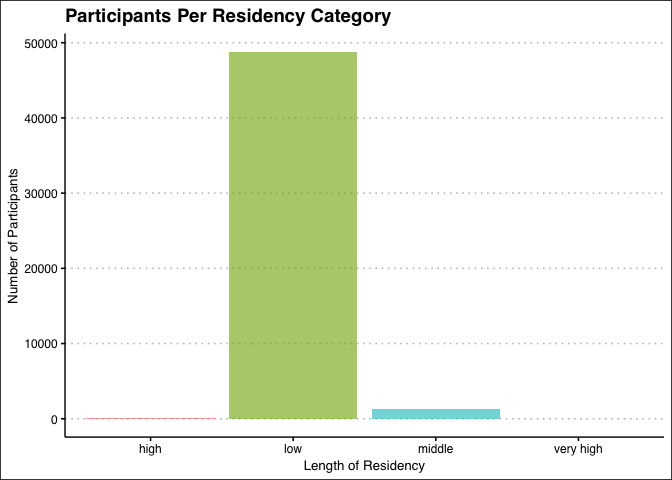 Participants Per Residency Category
Number of Participants
50000
40000
30000
20000
10000
0
high low middle very high
Length of Residency